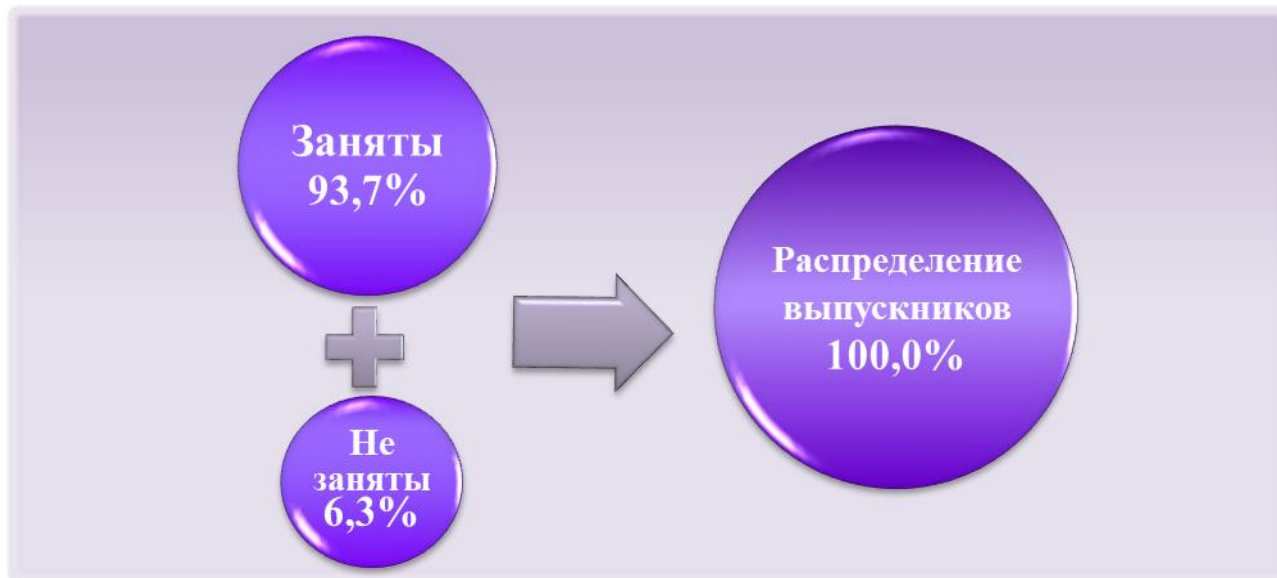 Заняты
93,7%
Не
заняты
6,3%
Распределение
выпускников
100,0%